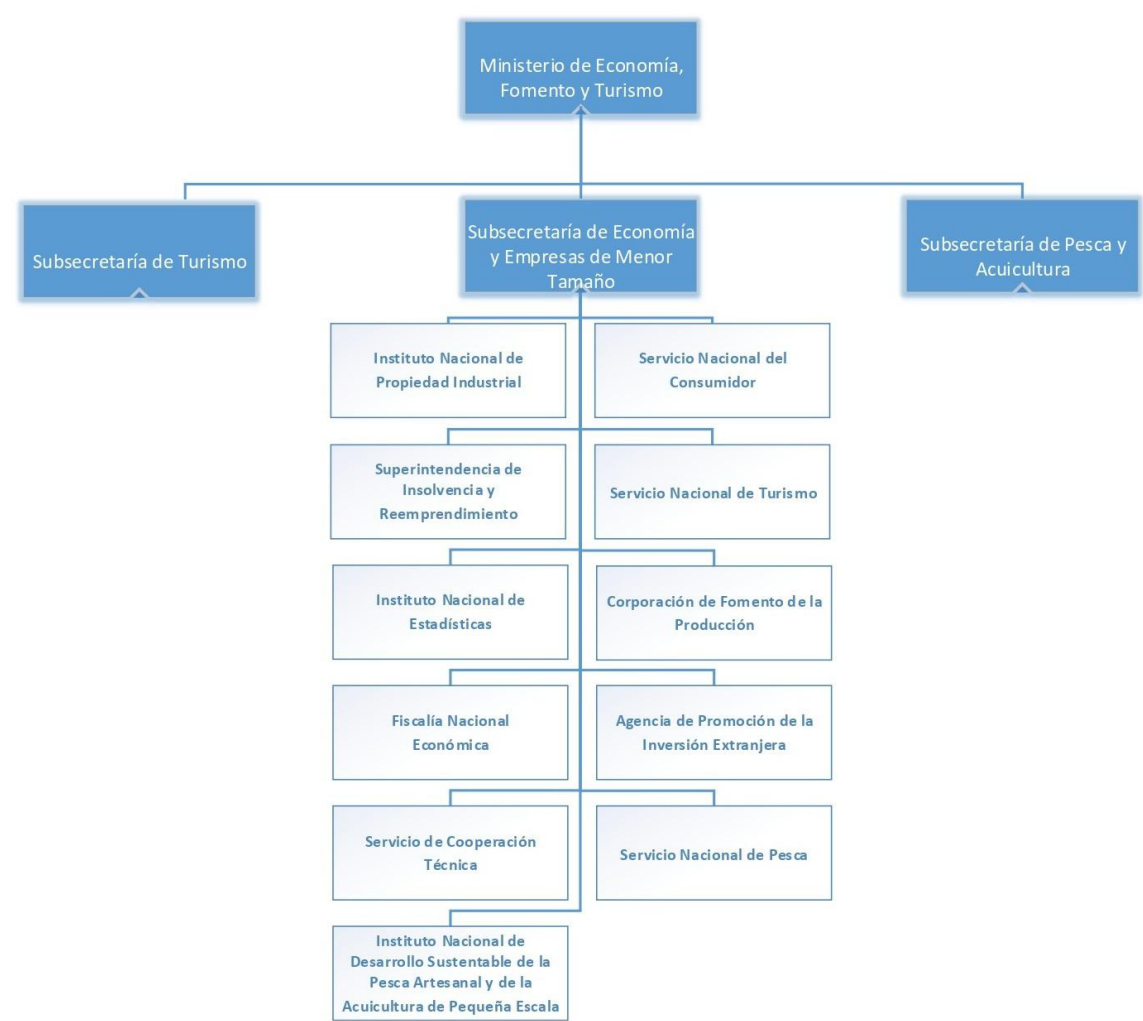 Ministerio de Economía,
Fomento y Turismo
Subsecretaría de Turismo
Subsecretaría de Economía
y Empresas de Menor
Tamaño
Subsecretaría de Pesca y
Acuicultura
Instituto Nacional de
Propiedad Industrial
Servicio Nacional del
Consumidor
Superintendencia de
Insolvencia y
Reemprendimiento
Servicio Nacional de Turismo
Instituto Nacional de
Estadísticas
Corporación de Fomento de la
Producción
Fiscalía Nacional
Económica
Agencia de Promoción de la
Inversión Extranjera
Servicio de Cooperación
Técnica
Servicio Nacional de Pesca
Instituto Nacional de
Desarrollo Sustentable de la
Pesca Artesanal y de la
Acuicultura de Pequeña Escala